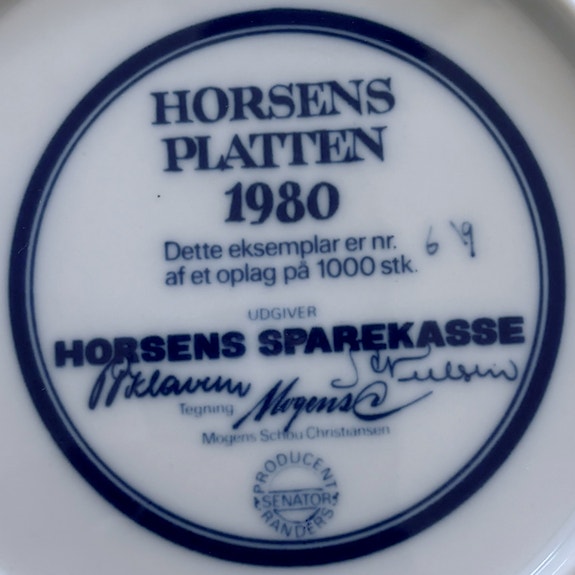 HORSENS
PLATTEN
1980
Dette eksemplar er nr. 619
af et oplag på 1000 stk.
UDGIVER
HORSENS SPAREKASSE
Tegning Mogens
Mogens Schou Christiansen
PRODUCENT
SENATOR
RANDERS